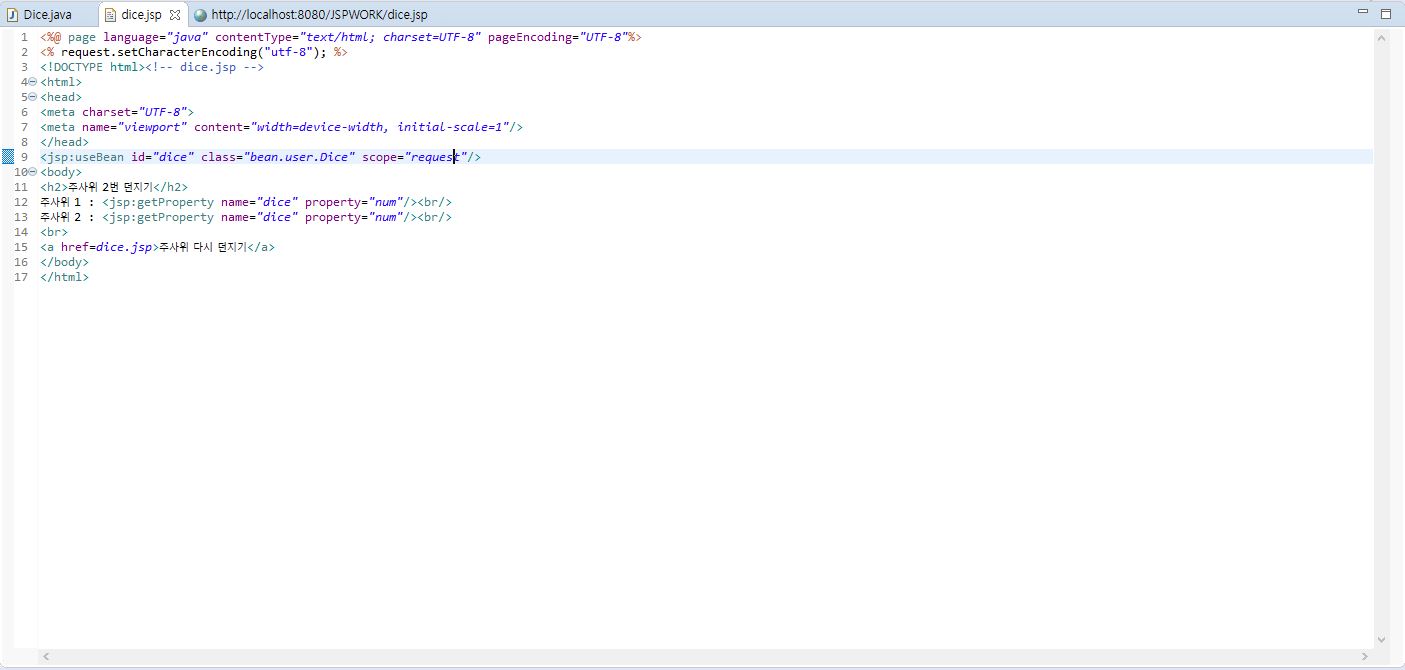 Dice.java dice.jsp http://localhost:8080/JSPWORK/dice.jsp
1 <%@ page language="java" contentType="text/html; charset=UTF-8" pageEncoding="UTF-8"%>
2 <% request.setCharacterEncoding("utf-8"); %>
3 <!DOCTYPE html><!-- dice.jsp -->
4 <html>
5 <head>
6 <meta charset="UTF-8">
7 <meta name="viewport" content="width=device-width, initial-scale=1"/>
8 </head>
9 <jsp:useBean id="dice" class="bean.user.Dice" scope="request"/>
10 <body>
11 <h2>주사위 2번 던지기</h2>
12 주사위 1 : <jsp:getProperty name="dice" property="num"/><br/>
13 주사위 2 : <jsp:getProperty name="dice" property="num"/><br/>
14 <br>
15 <a href=dice.jsp>주사위 다시 던지기</a>
16 </body>
17 </html>